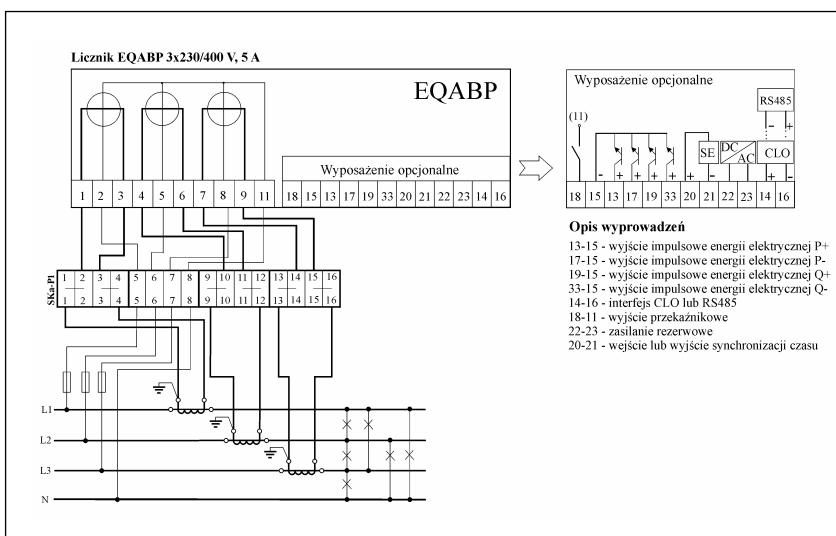 Licznik EQABP 3x230/400 V, 5 A
EQABP
Wyposażenie opcjonalne
1 2 3 4 5 6 7 8 9 11 18 15 13 17 19 33 20 21 22 23 14 16
SKa-P1
1 2 3 4 5 6 7 8 9 10 11 12 13 14 15 16
1 2 3 4 5 6 7 8 9 10 11 12 13 14 15 16
L1
L2
L3
N
Wyposażenie opcjonalne
RS485
(11)
- +
SE DC AC CLO
- + + + + + - + -
18 15 13 17 19 33 20 21 22 23 14 16
Opis wyprowadzeń
13-15 - wyjście impulsowe energii elektrycznej P+
17-15 - wyjście impulsowe energii elektrycznej P-
19-15 - wyjście impulsowe energii elektrycznej Q+
33-15 - wyjście impulsowe energii elektrycznej Q-
14-16 - interfejs CLO lub RS485
18-11 - wyjście przekaźnikowe
22-23 - zasilanie rezerwowe
20-21 - wejście lub wyjście synchronizacji czasu